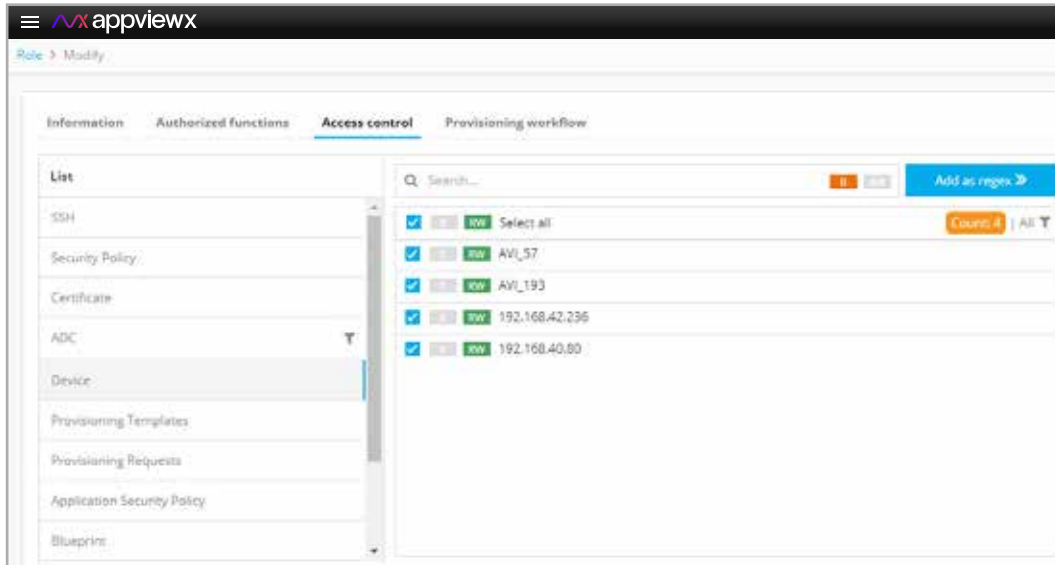 appviewx
Role > Modify
Information Authorized functions Access control Provisioning workflow
List
Search...
R
Add as regex
SSH
RW Select all
Count: 4 | All
Security Policy
RW AVI_57
Certificate
RW AVI_193
ADC
RW 192.168.42.236
Device
RW 192.168.40.80
Provisioning Templates
Provisioning Requests
Application Security Policy
Blueprint